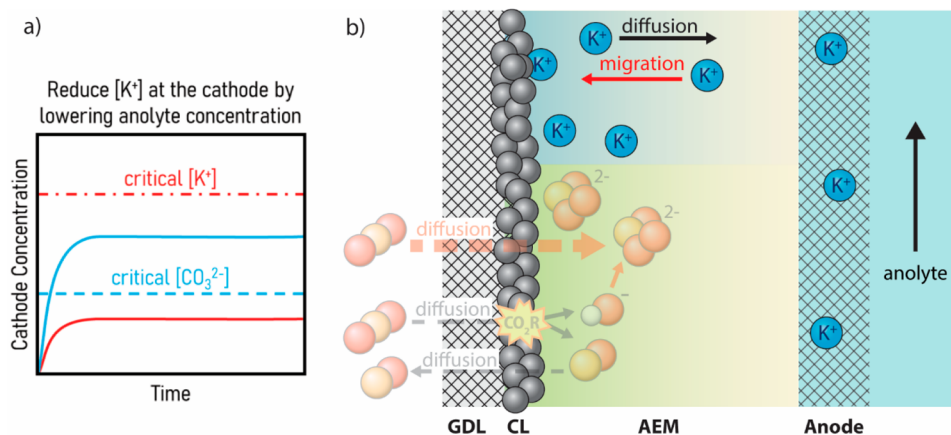 a)
Reduce [K⁺] at the cathode by
lowering anolyte concentration
critical [K⁺]
critical [CO₃²⁻]
Cathode Concentration
Time
b)
K⁺
diffusion
K⁺
K⁺
migration
K⁺
K⁺
K⁺
K⁺
2-
diffusion
2-
anolyte
diffusion
-
CO₂R
K⁺
diffusion
GDL CL AEM Anode